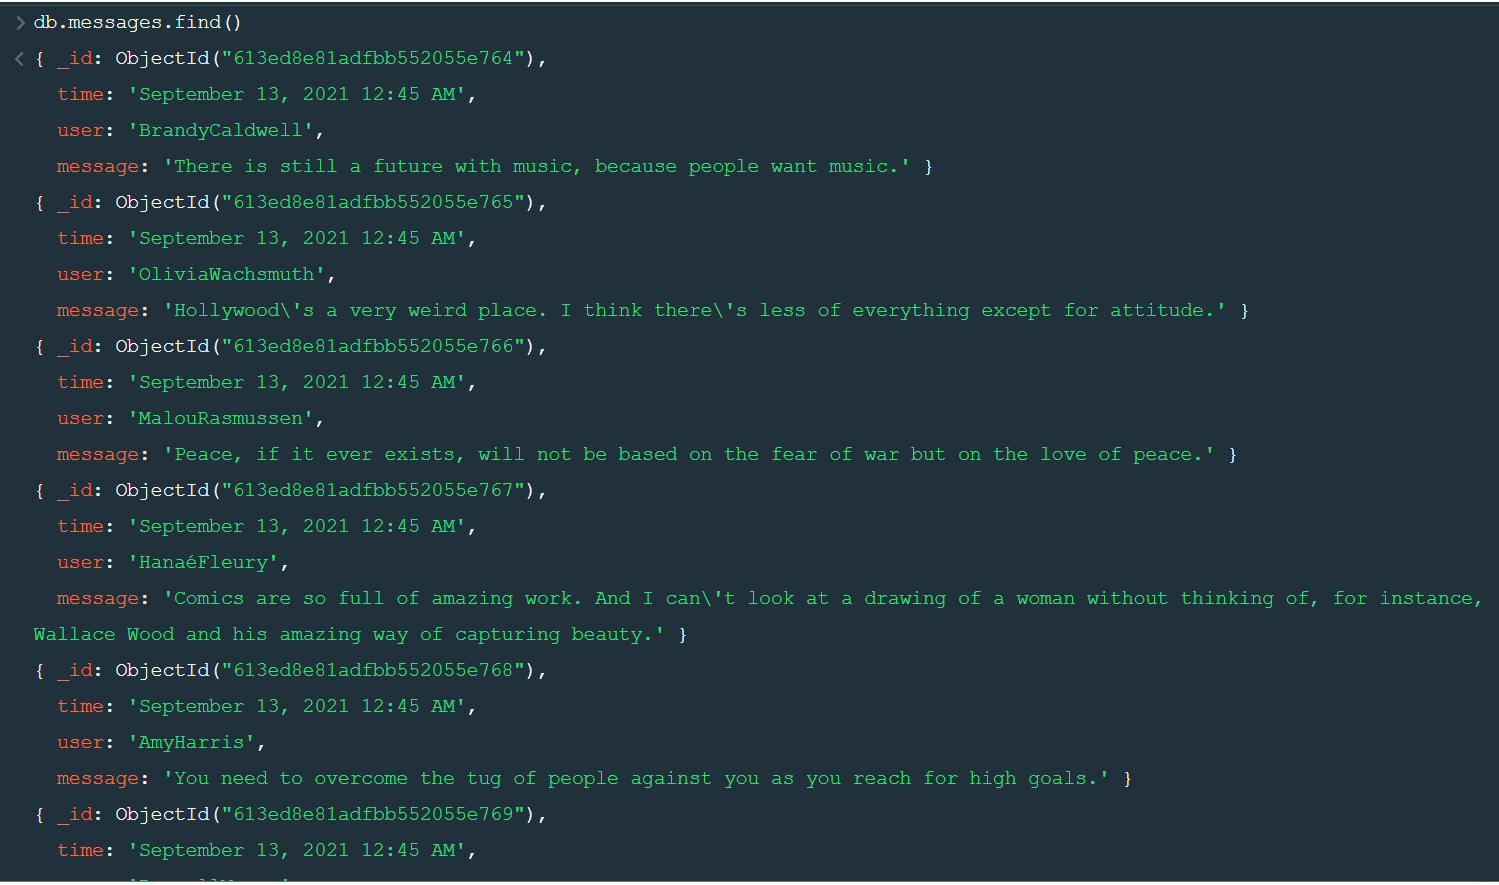 > db.messages.find()
< { _id: ObjectId("613ed8e81adfbb552055e764"),
time: 'September 13, 2021 12:45 AM',
user: 'BrandyCaldwell',
message: 'There is still a future with music, because people want music.' }
{ _id: ObjectId("613ed8e81adfbb552055e765"),
time: 'September 13, 2021 12:45 AM',
user: 'OliviaWachsmuth',
message: 'Hollywood\'s a very weird place. I think there\'s less of everything except for attitude.' }
{ _id: ObjectId("613ed8e81adfbb552055e766"),
time: 'September 13, 2021 12:45 AM',
user: 'MalouRasmussen',
message: 'Peace, if it ever exists, will not be based on the fear of war but on the love of peace.' }
{ _id: ObjectId("613ed8e81adfbb552055e767"),
time: 'September 13, 2021 12:45 AM',
user: 'HanaéFleury',
message: 'Comics are so full of amazing work. And I can\'t look at a drawing of a woman without thinking of, for instance,
Wallace Wood and his amazing way of capturing beauty.' }
{ _id: ObjectId("613ed8e81adfbb552055e768"),
time: 'September 13, 2021 12:45 AM',
user: 'AmyHarris',
message: 'You need to overcome the tug of people against you as you reach for high goals.' }
{ _id: ObjectId("613ed8e81adfbb552055e769"),
time: 'September 13, 2021 12:45 AM',